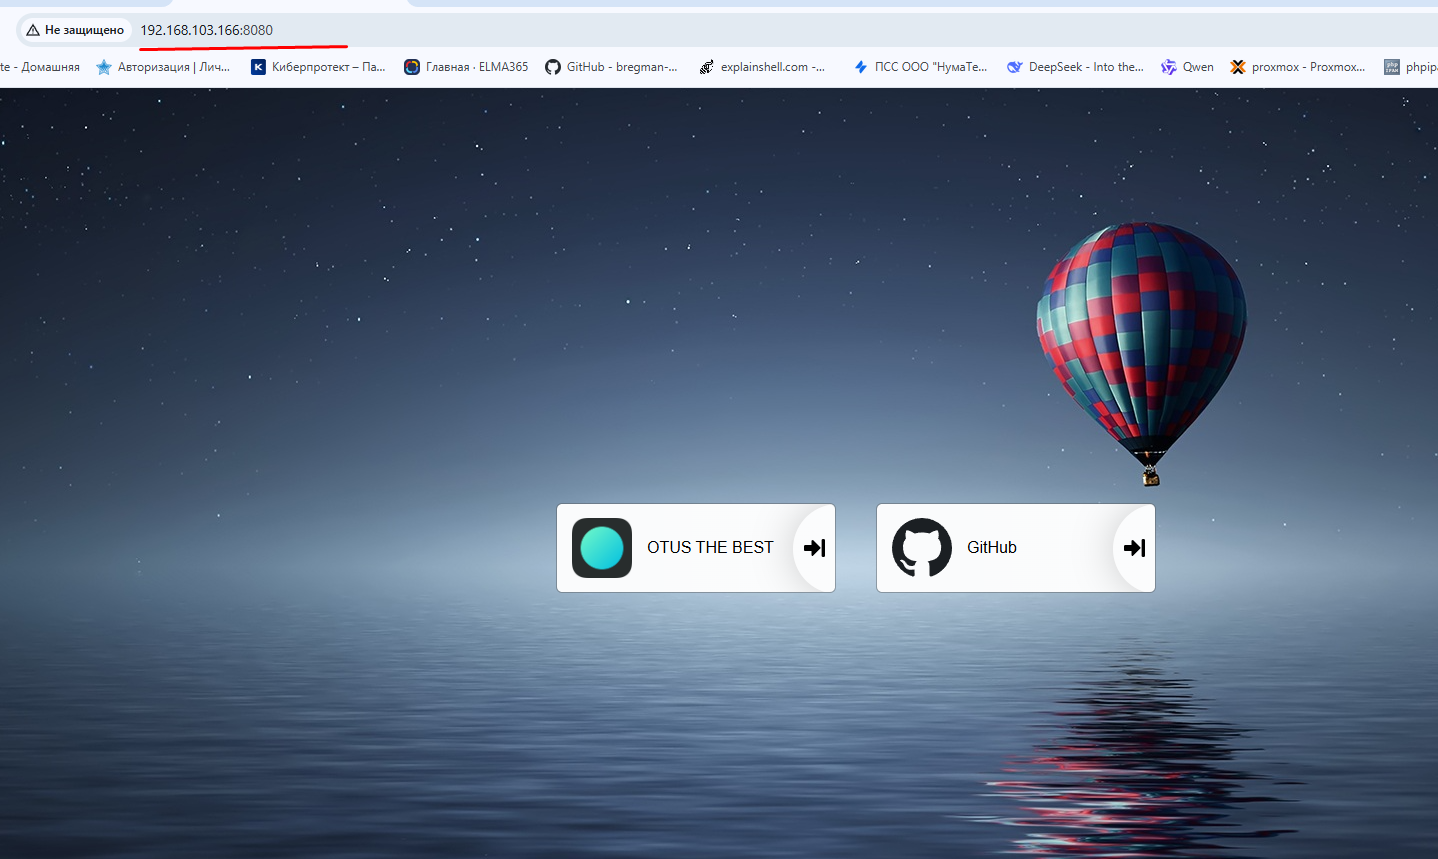 Не защищено 192.168.103.166:8080
te - Домашняя Авторизация | Лич... Киберпротект – Па... Главная · ELMA365 GitHub - bregman-... explainshell.com -... ПСС ООО "НумаТе... DeepSeek - Into the... Qwen proxmox - Proxmox... phpipa
OTUS THE BEST GitHub